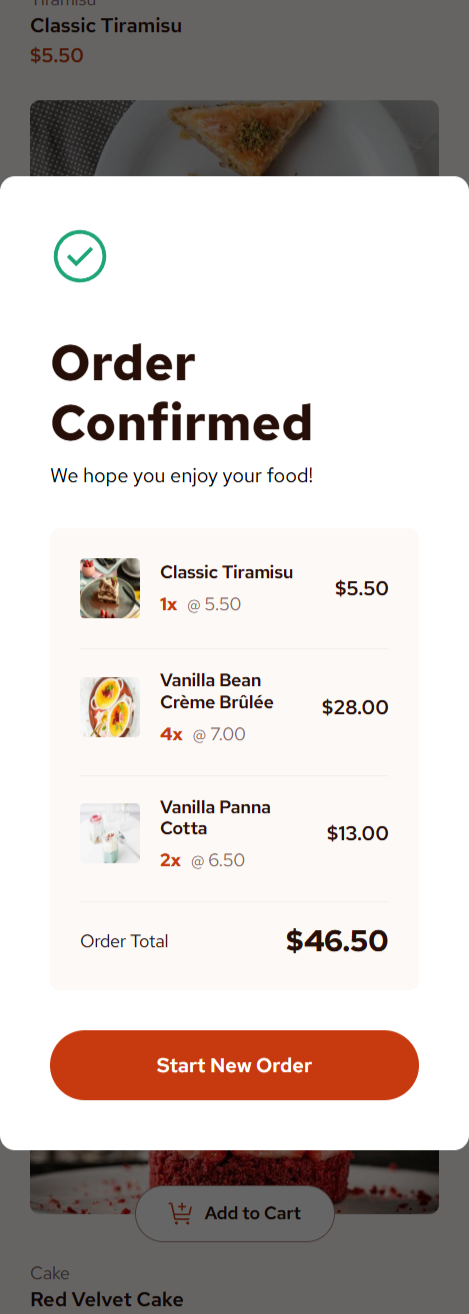 Tiramisu
Classic Tiramisu
$5.50
Order
Confirmed
We hope you enjoy your food!
Classic Tiramisu
1x @ 5.50
$5.50
Vanilla Bean
Crème Brûlée
4x @ 7.00
$28.00
Vanilla Panna
Cotta
2x @ 6.50
$13.00
Order Total
$46.50
Start New Order
Add to Cart
Cake
Red Velvet Cake